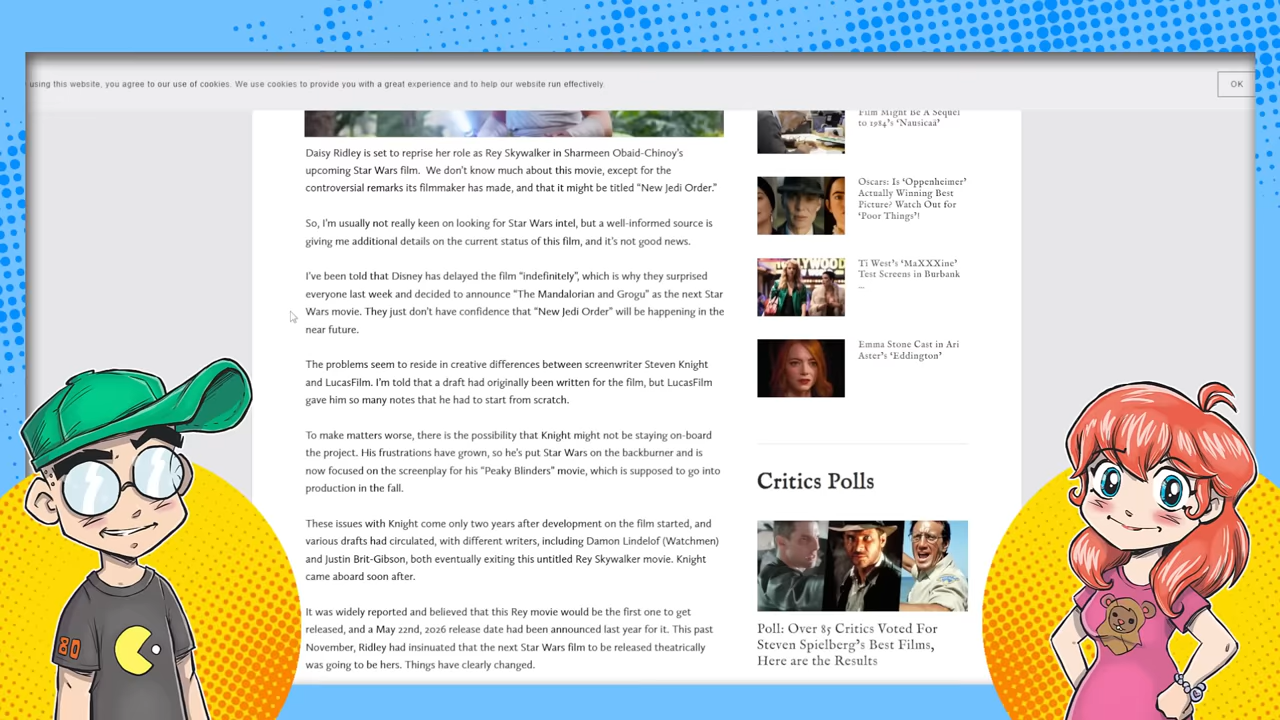 using this website, you agree to our use of cookies. We use cookies to provide you with a great experience and to help our website run effectively.
OK
Daisy Ridley is set to reprise her role as Rey Skywalker in Sharmeen Obaid-Chinoy's
upcoming Star Wars film. We don't know much about this movie, except for the
controversial remarks its filmmaker has made, and that it might be titled "New Jedi Order."
So, I'm usually not really keen on looking for Star Wars intel, but a well-informed source is
giving me additional details on the current status of this film, and it's not good news.
I've been told that Disney has delayed the film "indefinitely", which is why they surprised
everyone last week and decided to announce "The Mandalorian and Grogu" as the next Star
Wars movie. They just don't have confidence that "New Jedi Order" will be happening in the
near future.
The problems seem to reside in creative differences between screenwriter Steven Knight
and LucasFilm. I'm told that a draft had originally been written for the film, but LucasFilm
gave him so many notes that he had to start from scratch.
To make matters worse, there is the possibility that Knight might not be staying on-board
the project. His frustrations have grown, so he's put Star Wars on the backburner and is
now focused on the screenplay for his "Peaky Blinders" movie, which is supposed to go into
production in the fall.
These issues with Knight come only two years after development on the film started, and
various drafts had circulated, with different writers, including Damon Lindelof (Watchmen)
and Justin Brit-Gibson, both eventually exiting this untitled Rey Skywalker movie. Knight
came aboard soon after.
It was widely reported and believed that this Rey movie would be the first one to get
released, and a May 22nd, 2026 release date had been announced last year for it. This past
November, Ridley had insinuated that the next Star Wars film to be released theatrically
was going to be hers. Things have clearly changed.
Film Might Be A Sequel
to 1984's 'Nausicaä'
Oscars: Is 'Oppenheimer'
Actually Winning Best
Picture? Watch Out for
'Poor Things'!
Ti West's 'MaXXXine'
Test Screens in Burbank
...
Emma Stone Cast in Ari
Aster's 'Eddington'
Critics Polls
Poll: Over 85 Critics Voted For
Steven Spielberg's Best Films,
Here are the Results
80